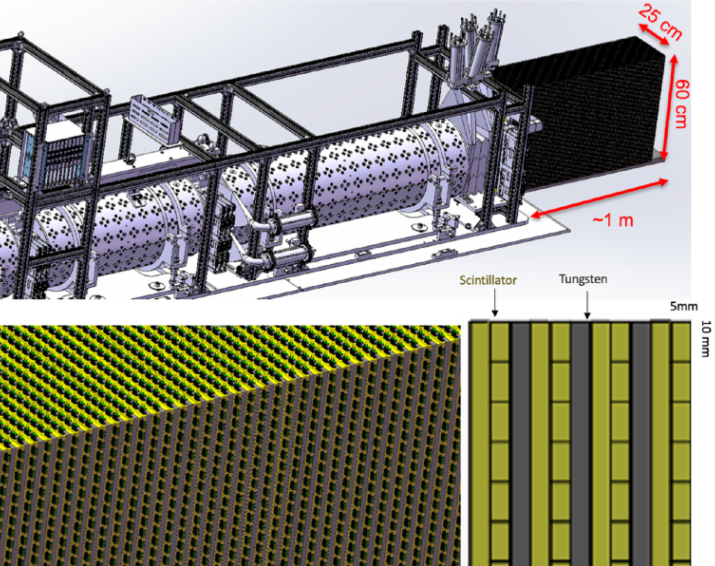 25 cm
60 cm
~1 m
Scintillator
Tungsten
5mm
10 mm